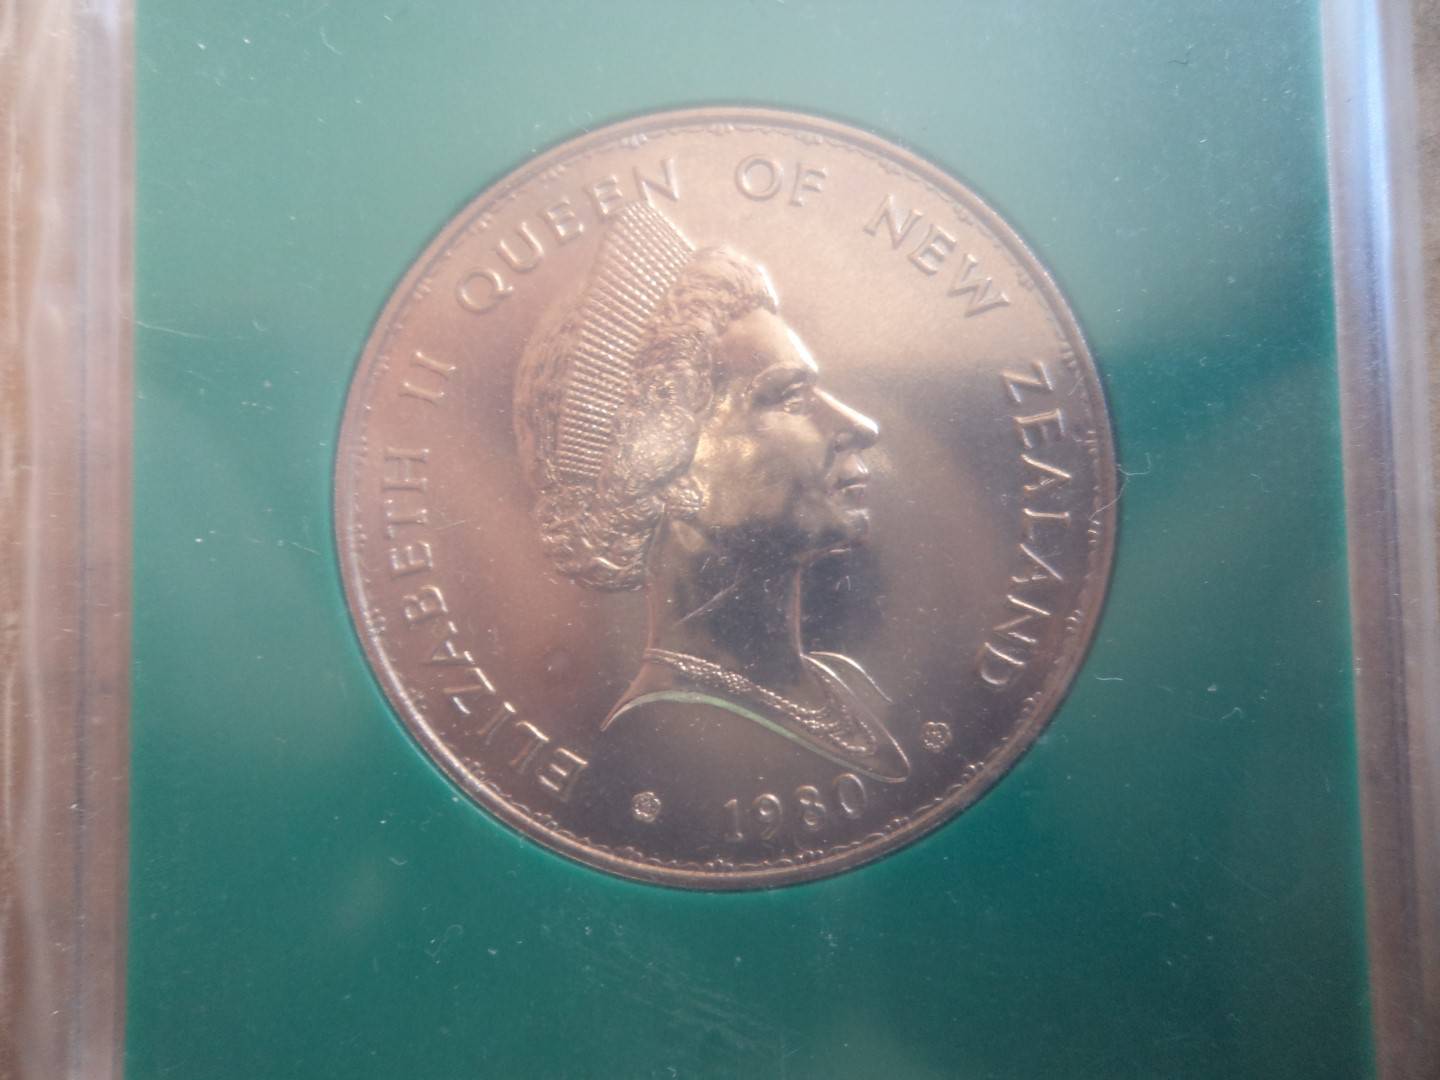 ELIZABETH II QUEEN OF NEW ZEALAND
1980